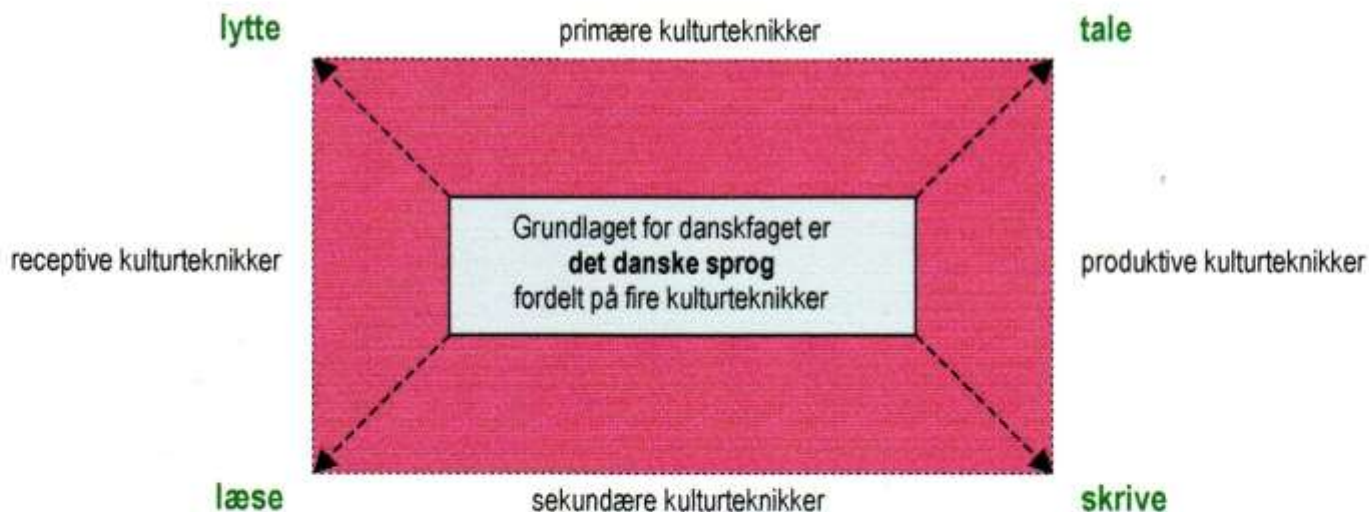 lytte
primære kulturteknikker
tale
receptive kulturteknikker
Grundlaget for danskfaget er
det danske sprog
fordelt på fire kulturteknikker
produktive kulturteknikker
læse
sekundære kulturteknikker
skrive